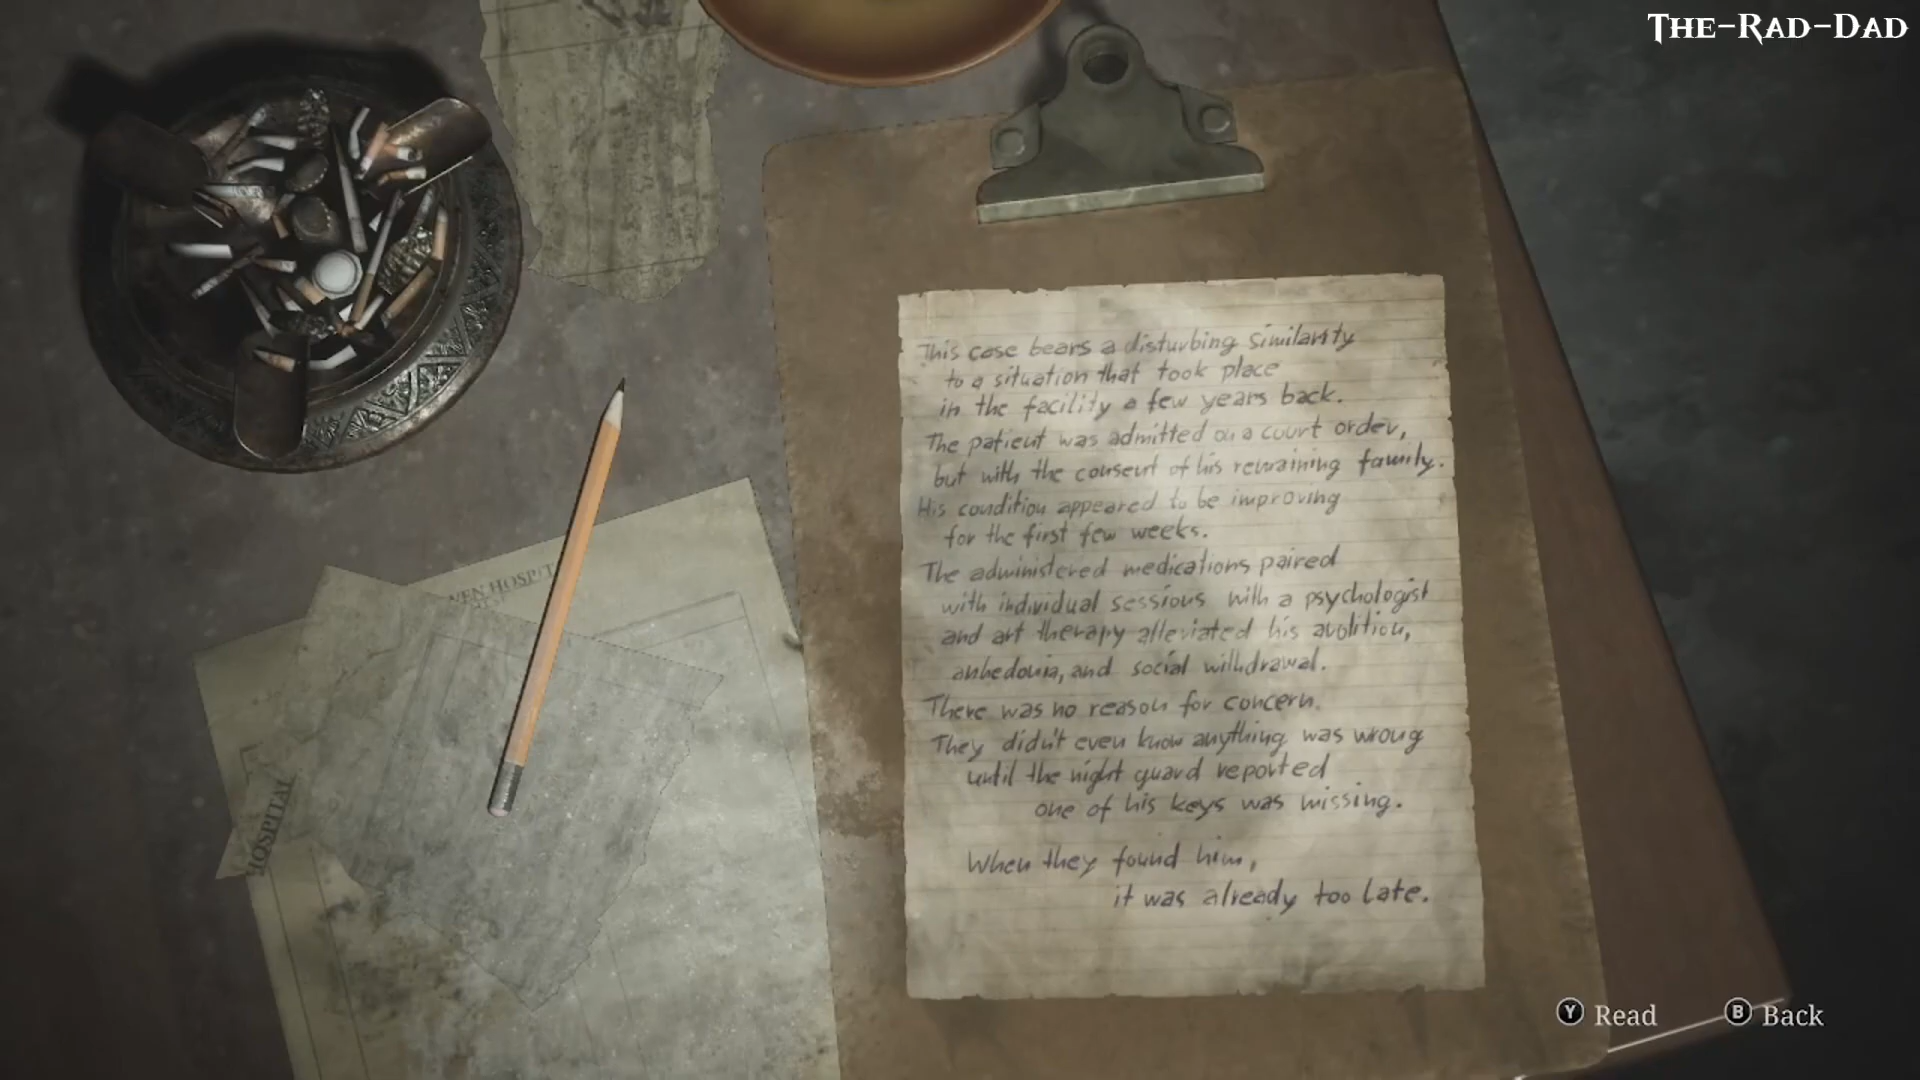 The-Rad-Dad
This case bears a disturbing similarity
to a situation that took place
in the facility a few years back.
The patient was admitted on a court order,
but with the consent of his remaining family.
His condition appeared to be improving
for the first few weeks.
The administered medications paired
with individual sessions with a psychologist
and art therapy alleviated his avolition,
anhedonia, and social withdrawal.
There was no reason for concern.
They didn't even know anything was wrong
until the night guard reported
one of his keys was missing.
When they found him,
it was already too late.
VEN HOSPIT
HOSPITAL
Y Read
B Back